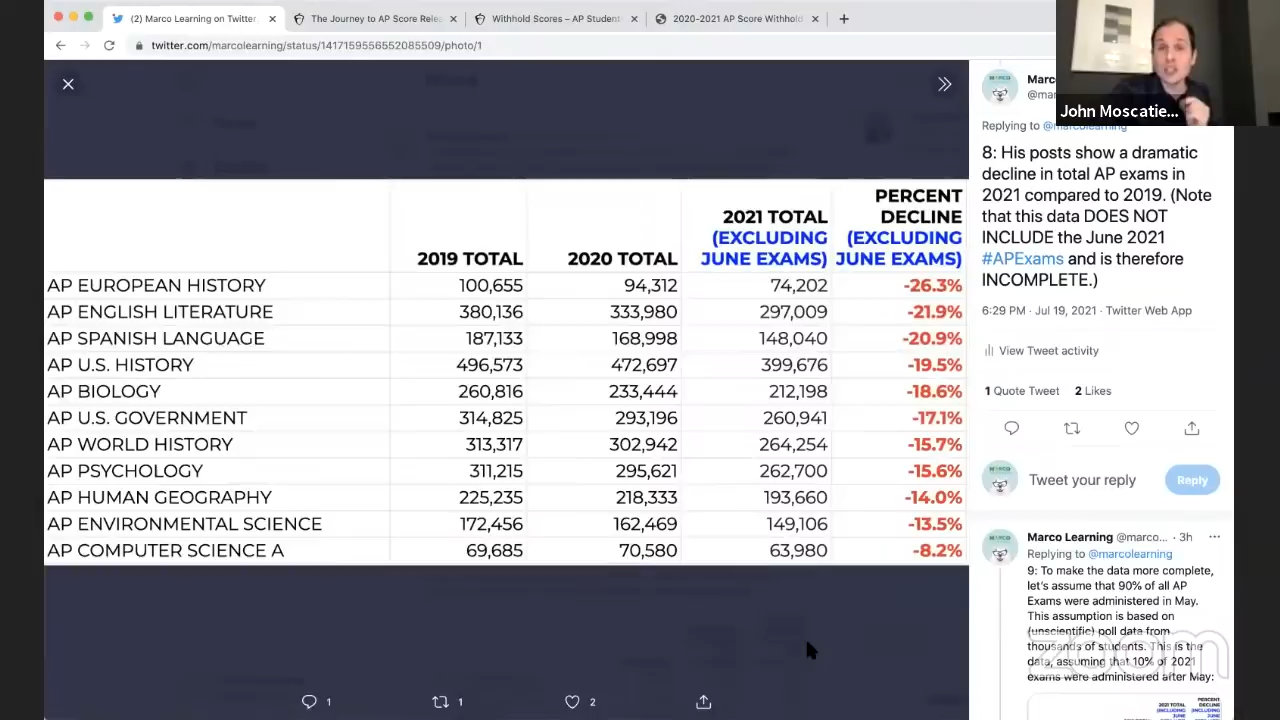 (2) Marco Learning on Twitter
The Journey to AP Score Relea
Withhold Scores – AP Student
2020-2021 AP Score Withhold
twitter.com/marcolearning/status/1417159556552085509/photo/1
John Moscatie...
2019 TOTAL 2020 TOTAL 2021 TOTAL (EXCLUDING JUNE EXAMS) PERCENT DECLINE (EXCLUDING JUNE EXAMS)
AP EUROPEAN HISTORY 100,655 94,312 74,202 -26.3%
AP ENGLISH LITERATURE 380,136 333,980 297,009 -21.9%
AP SPANISH LANGUAGE 187,133 168,998 148,040 -20.9%
AP U.S. HISTORY 496,573 472,697 399,676 -19.5%
AP BIOLOGY 260,816 233,444 212,198 -18.6%
AP U.S. GOVERNMENT 314,825 293,196 260,941 -17.1%
AP WORLD HISTORY 313,317 302,942 264,254 -15.7%
AP PSYCHOLOGY 311,215 295,621 262,700 -15.6%
AP HUMAN GEOGRAPHY 225,235 218,333 193,660 -14.0%
AP ENVIRONMENTAL SCIENCE 172,456 162,469 149,106 -13.5%
AP COMPUTER SCIENCE A 69,685 70,580 63,980 -8.2%
1 1 2
Marco
@mar
Replying to @marcolearning
8: His posts show a dramatic
decline in total AP exams in
2021 compared to 2019. (Note
that this data DOES NOT
INCLUDE the June 2021
#APExams and is therefore
INCOMPLETE.)
6:29 PM · Jul 19, 2021 · Twitter Web App
View Tweet activity
1 Quote Tweet 2 Likes
Tweet your reply
Reply
Marco Learning @marco... · 3h
Replying to @marcolearning
9: To make the data more complete,
let's assume that 90% of all AP
Exams were administered in May.
This assumption is based on
(unscientific) poll data from
thousands of students. This is the
data, assuming that 10% of 2021
exams were administered after May:
zoom